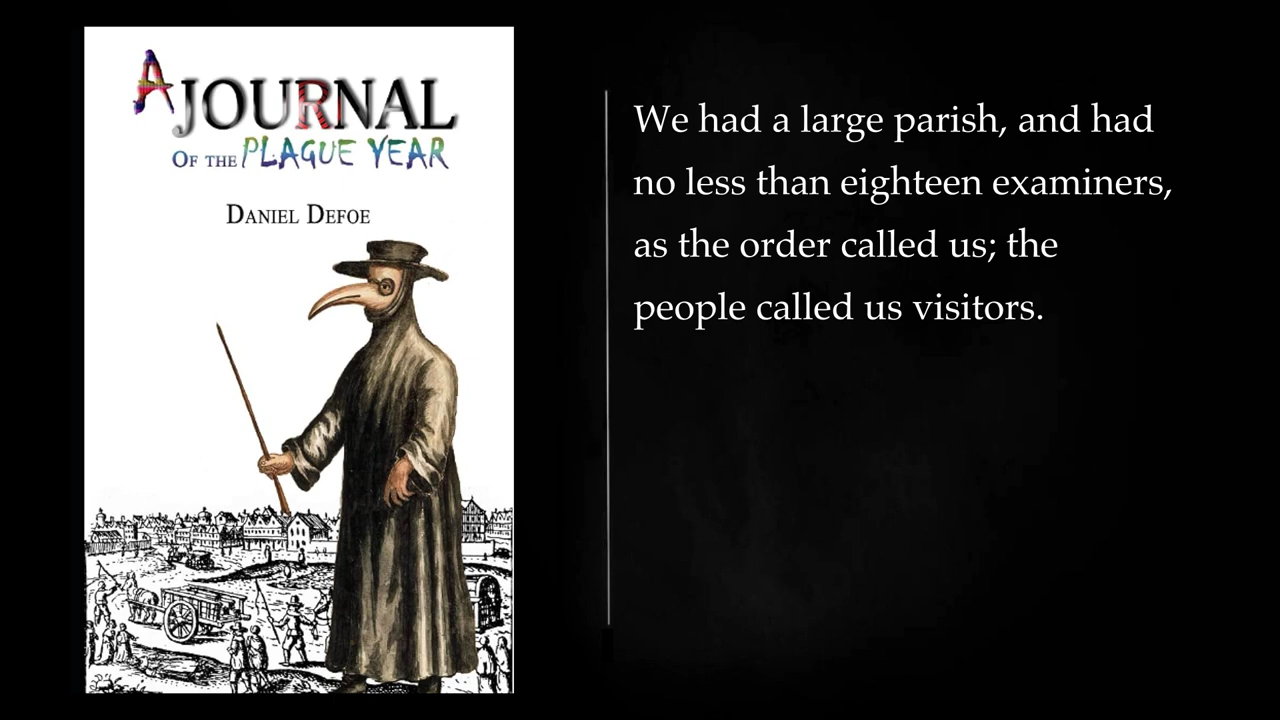 A JOURNAL
OF THE PLAGUE YEAR
DANIEL DEFOE
We had a large parish, and had
no less than eighteen examiners,
as the order called us; the
people called us visitors.